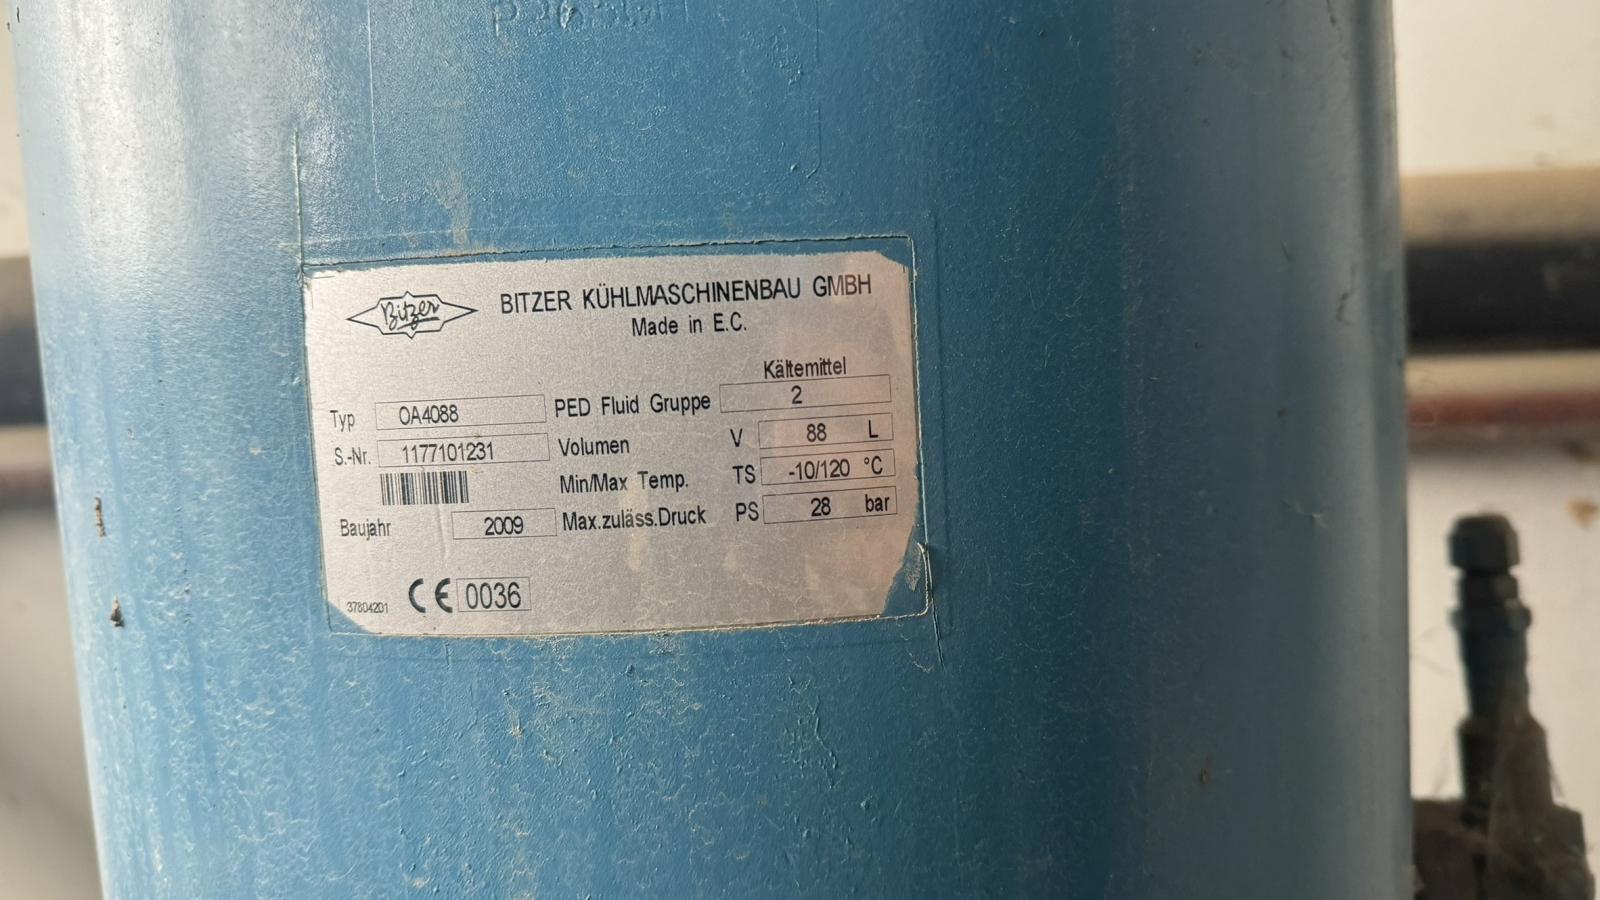 Bitzer
BITZER KÜHLMASCHINENBAU GMBH
Made in E.C.
Kältemittel
Typ OA4088 PED Fluid Gruppe 2
S.-Nr. 1177101231 Volumen V 88 L
Min/Max Temp. TS -10/120 °C
Baujahr 2009 Max.zuläss.Druck PS 28 bar
37804201 CE 0036